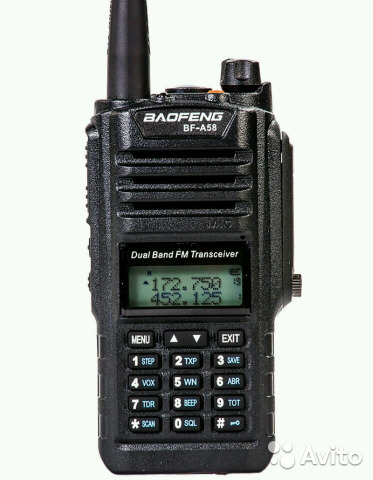 BAOFENG
BF-A58
Dual Band FM Transceiver
N
▲172.750
452.125
MENU ▲ ▼ EXIT
1 STEP 2 TXP 3 SAVE
4 VOX 5 WN 6 ABR
7 TDR 8 BEEP 9 TOT
* SCAN 0 SQL #
Avito